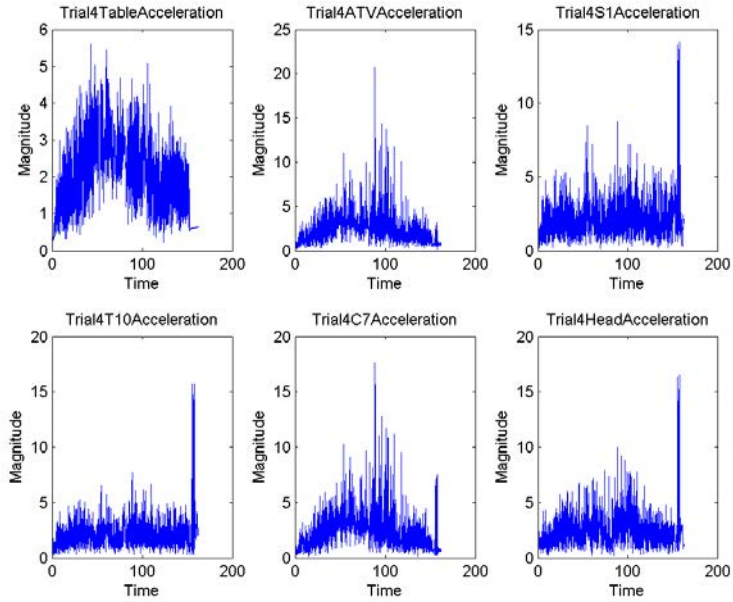 Trial4TableAcceleration
6
5
4
3
2
1
0
Magnitude
0 100 200
Time
Trial4ATVAcceleration
25
20
15
10
5
0
Magnitude
0 100 200
Time
Trial4S1Acceleration
15
10
5
0
Magnitude
0 100 200
Time
Trial4T10Acceleration
20
15
10
5
0
Magnitude
0 100 200
Time
Trial4C7Acceleration
20
15
10
5
0
Magnitude
0 100 200
Time
Trial4HeadAcceleration
20
15
10
5
0
Magnitude
0 100 200
Time